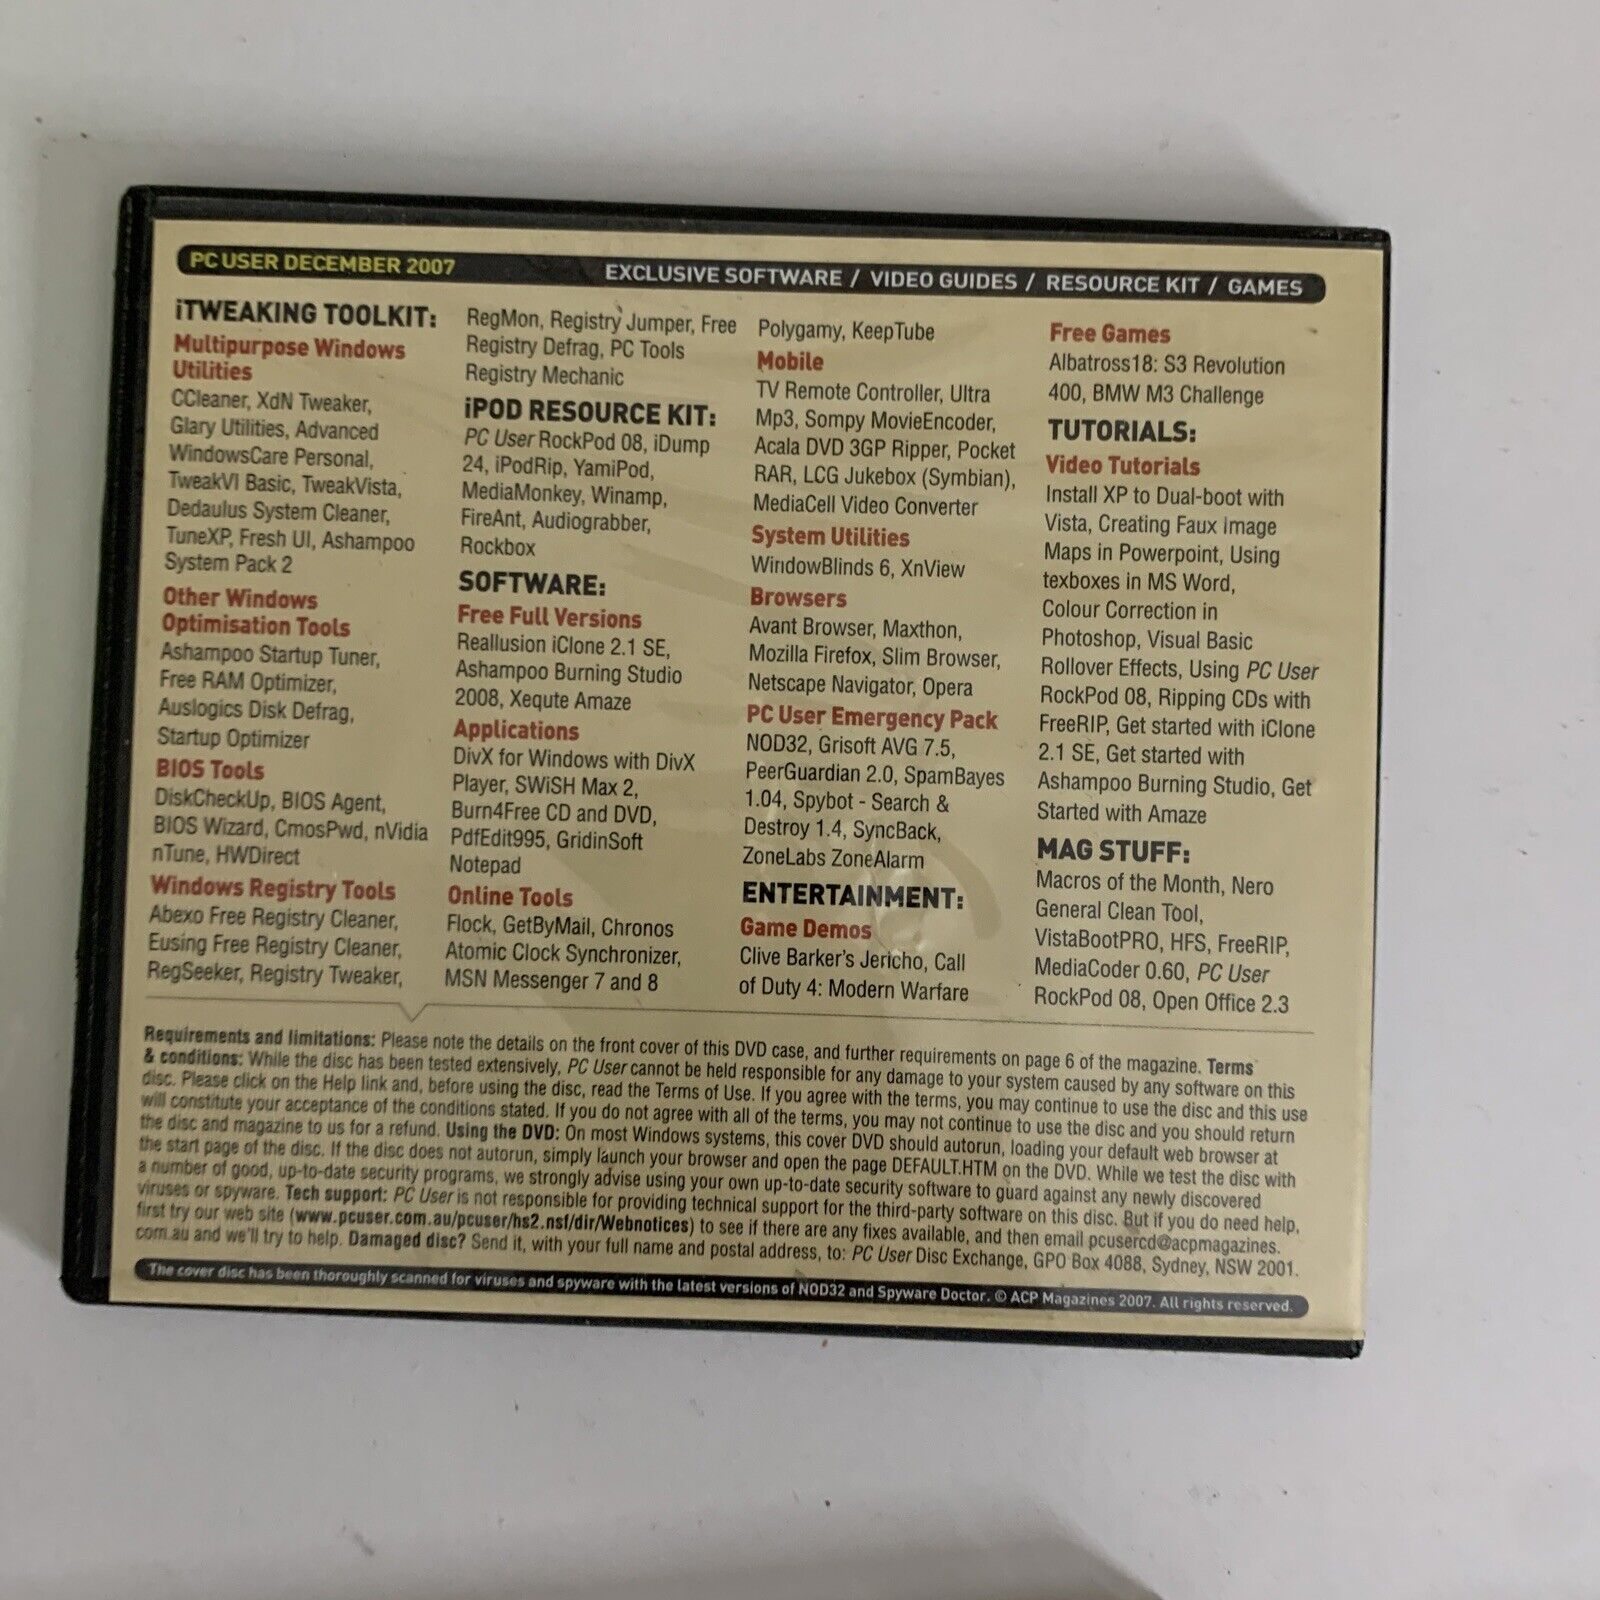 PC USER DECEMBER 2007
EXCLUSIVE SOFTWARE / VIDEO GUIDES / RESOURCE KIT / GAMES
iTWEAKING TOOLKIT:
Multipurpose Windows
Utilities
CCleaner, XdN Tweaker,
Glary Utilities, Advanced
WindowsCare Personal,
TweakVI Basic, TweakVista,
Dedaulus System Cleaner,
TuneXP, Fresh UI, Ashampoo
System Pack 2
Other Windows
Optimisation Tools
Ashampoo Startup Tuner,
Free RAM Optimizer,
Auslogics Disk Defrag,
Startup Optimizer
BIOS Tools
DiskCheckUp, BIOS Agent,
BIOS Wizard, CmosPwd, nVidia
nTune, HWDirect
Windows Registry Tools
Abexo Free Registry Cleaner,
Eusing Free Registry Cleaner,
RegSeeker, Registry Tweaker,
RegMon, Registry Jumper, Free
Registry Defrag, PC Tools
Registry Mechanic
iPOD RESOURCE KIT:
PC User RockPod 08, iDump
24, iPodRip, YamiPod,
MediaMonkey, Winamp,
FireAnt, Audiograbber,
Rockbox
SOFTWARE:
Free Full Versions
Reallusion iClone 2.1 SE,
Ashampoo Burning Studio
2008, Xequte Amaze
Applications
DivX for Windows with DivX
Player, SWiSH Max 2,
Burn4Free CD and DVD,
PdfEdit995, GridinSoft
Notepad
Online Tools
Flock, GetByMail, Chronos
Atomic Clock Synchronizer,
MSN Messenger 7 and 8
Polygamy, KeepTube
Mobile
TV Remote Controller, Ultra
Mp3, Sompy MovieEncoder,
Acala DVD 3GP Ripper, Pocket
RAR, LCG Jukebox (Symbian),
MediaCell Video Converter
System Utilities
WindowBlinds 6, XnView
Browsers
Avant Browser, Maxthon,
Mozilla Firefox, Slim Browser,
Netscape Navigator, Opera
PC User Emergency Pack
NOD32, Grisoft AVG 7.5,
PeerGuardian 2.0, SpamBayes
1.04, Spybot - Search &
Destroy 1.4, SyncBack,
ZoneLabs ZoneAlarm
ENTERTAINMENT:
Game Demos
Clive Barker's Jericho, Call
of Duty 4: Modern Warfare
Free Games
Albatross18: S3 Revolution
400, BMW M3 Challenge
TUTORIALS:
Video Tutorials
Install XP to Dual-boot with
Vista, Creating Faux Image
Maps in Powerpoint, Using
texboxes in MS Word,
Colour Correction in
Photoshop, Visual Basic
Rollover Effects, Using PC User
RockPod 08, Ripping CDs with
FreeRIP, Get started with iClone
2.1 SE, Get started with
Ashampoo Burning Studio, Get
Started with Amaze
MAG STUFF:
Macros of the Month, Nero
General Clean Tool,
VistaBootPRO, HFS, FreeRIP,
MediaCoder 0.60, PC User
RockPod 08, Open Office 2.3
Requirements and limitations: Please note the details on the front cover of this DVD case, and further requirements on page 6 of the magazine. Terms
& conditions: While the disc has been tested extensively, PC User cannot be held responsible for any damage to your system caused by any software on this
disc. Please click on the Help link and, before using the disc, read the Terms of Use. If you agree with the terms, you may continue to use the disc and this use
will constitute your acceptance of the conditions stated. If you do not agree with all of the terms, you may not continue to use the disc and you should return
the disc and magazine to us for a refund. Using the DVD: On most Windows systems, this cover DVD should autorun, loading your default web browser at
the start page of the disc. If the disc does not autorun, simply launch your browser and open the page DEFAULT.HTM on the DVD. While we test the disc with
a number of good, up-to-date security programs, we strongly advise using your own up-to-date security software to guard against any newly discovered
viruses or spyware. Tech support: PC User is not responsible for providing technical support for the third-party software on this disc. But if you do need help,
first try our web site (www.pcuser.com.au/pcuser/hs2.nsf/dir/Webnotices) to see if there are any fixes available, and then email pcusercd@acpmagazines.
com.au and we'll try to help. Damaged disc? Send it, with your full name and postal address, to: PC User Disc Exchange, GPO Box 4088, Sydney, NSW 2001.
The cover disc has been thoroughly scanned for viruses and spyware with the latest versions of NOD32 and Spyware Doctor. © ACP Magazines 2007. All rights reserved.